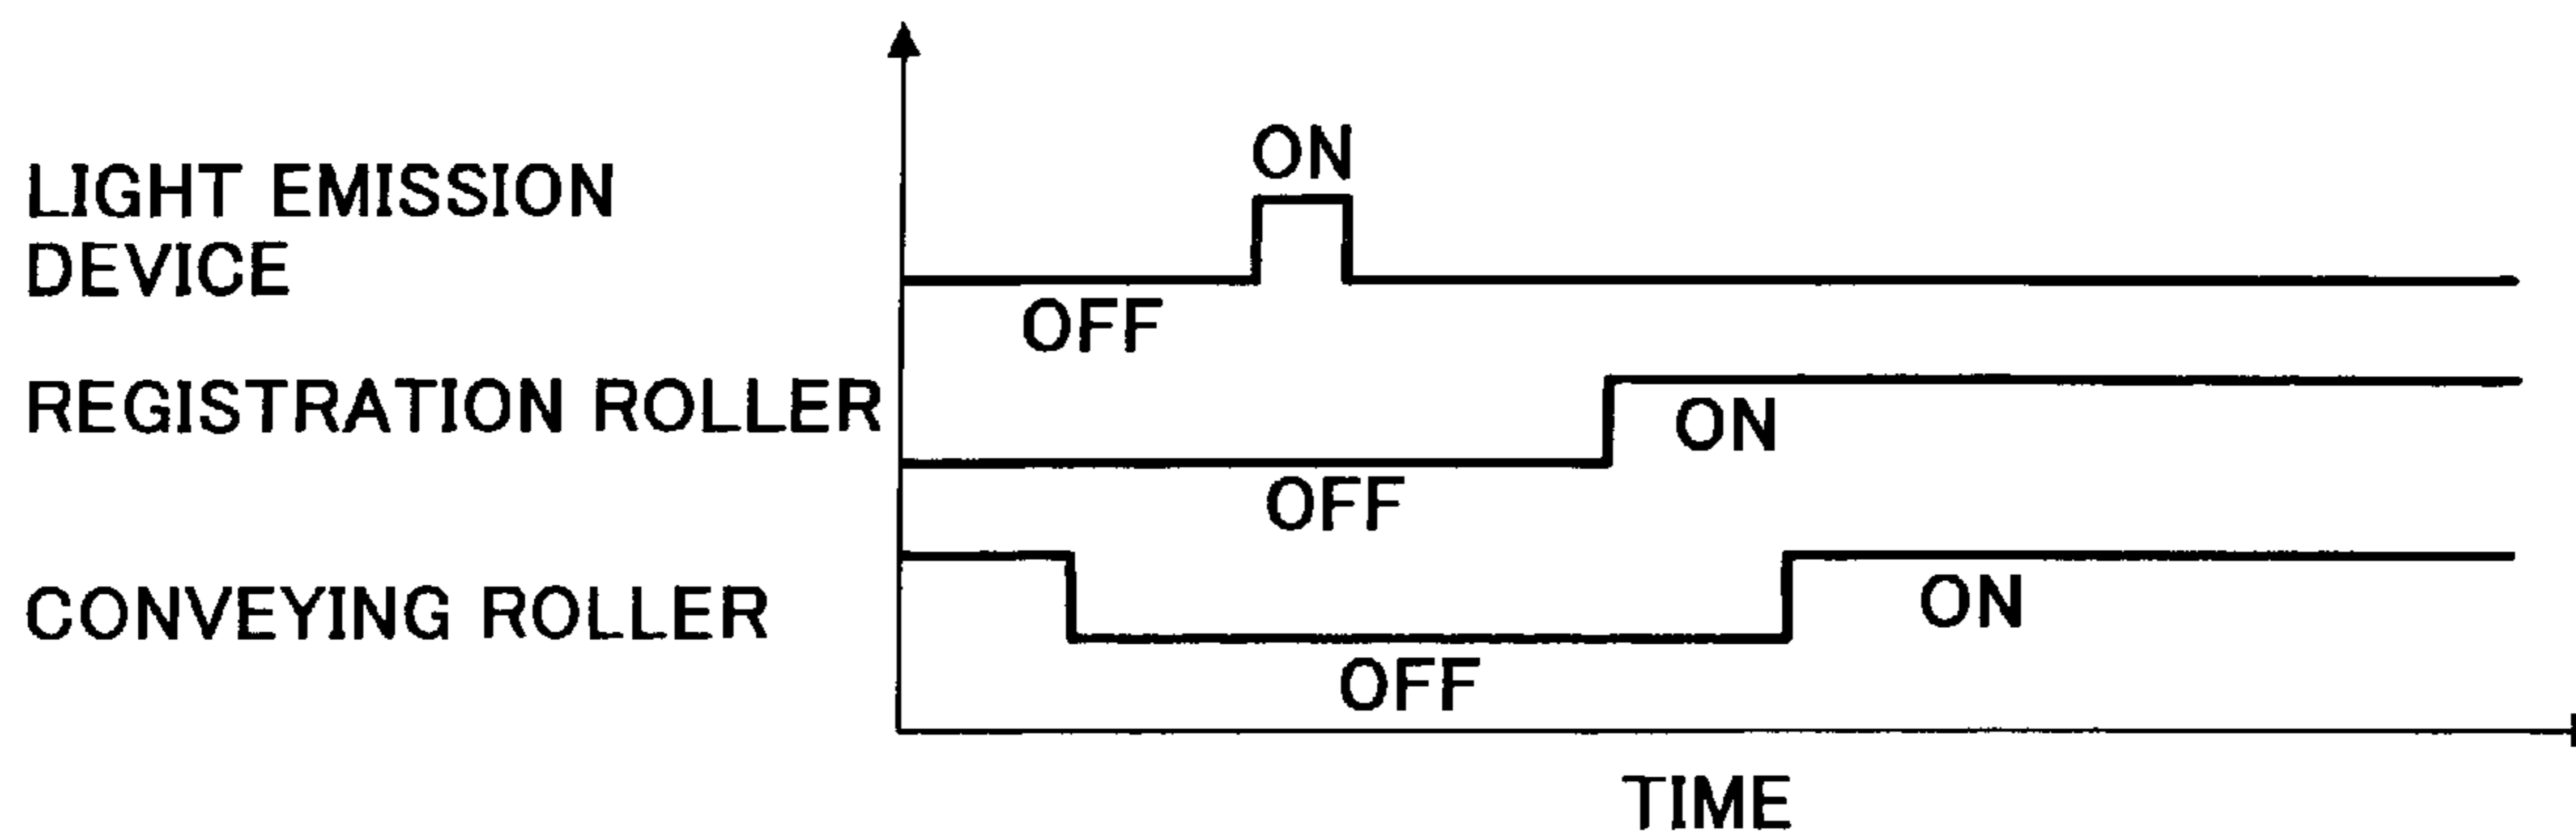 ON
LIGHT EMISSION
DEVICE
OFF
REGISTRATION ROLLER
ON
OFF
CONVEYING ROLLER
ON
OFF
TIME